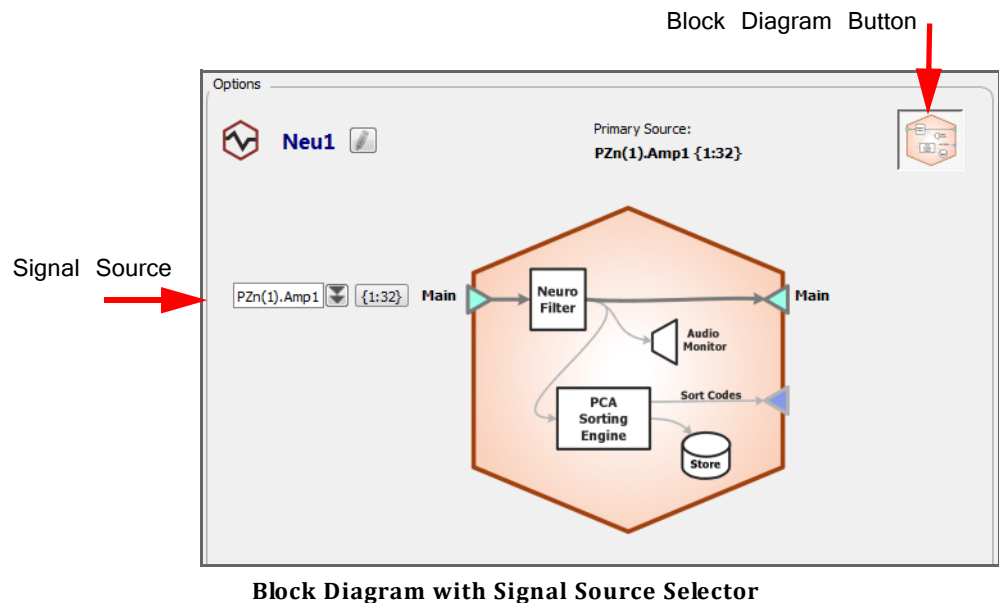 Block Diagram Button
Options
Neu1
Primary Source:
PZn(1).Amp1 {1:32}
Signal Source
PZn(1).Amp1
{1:32}
Main
Neuro
Filter
Main
Audio
Monitor
PCA
Sorting
Engine
Sort Codes
Store
Block Diagram with Signal Source Selector